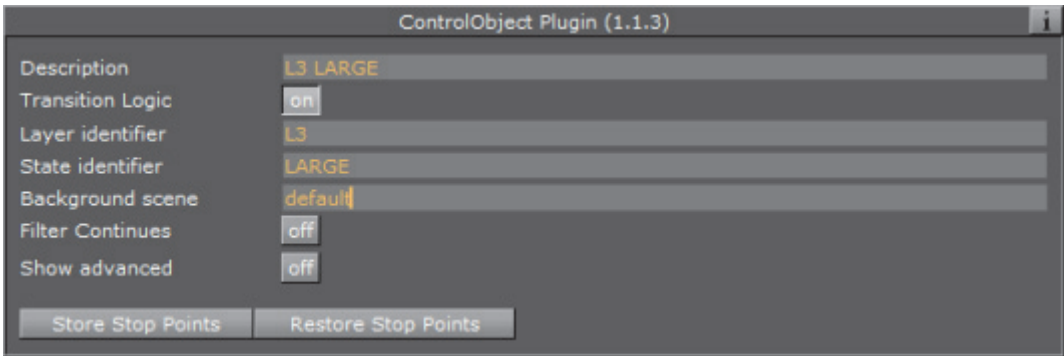 ControlObject Plugin (1.1.3) i
Description L3 LARGE
Transition Logic on
Layer identifier L3
State identifier LARGE
Background scene default
Filter Continues off
Show advanced off
Store Stop Points Restore Stop Points